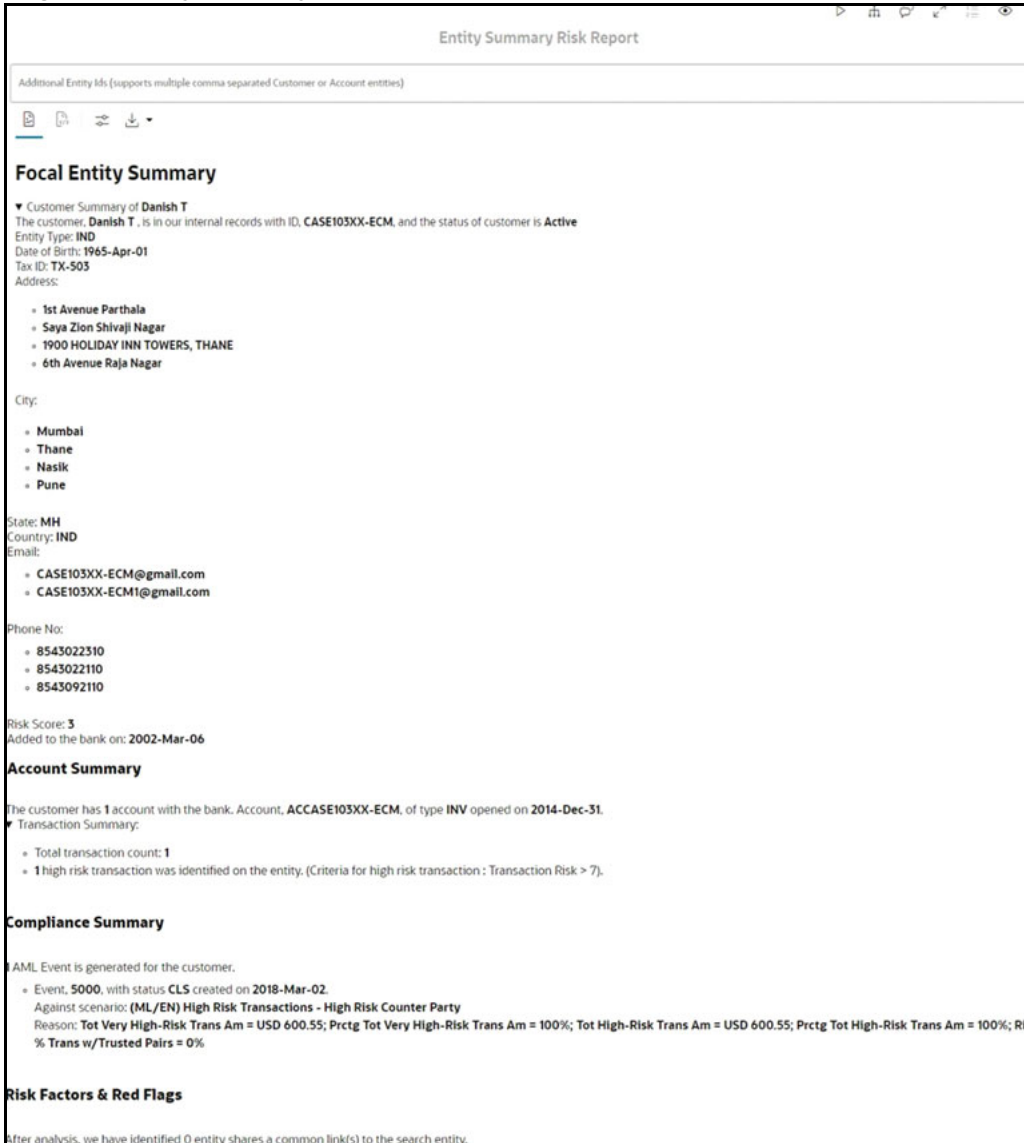 Entity Summary Risk Report
Additional Entity Ids (supports multiple comma separated Customer or Account entities)
Focal Entity Summary
Customer Summary of Danish T
The customer, Danish T , is in our internal records with ID, CASE103XX-ECM, and the status of customer is Active
Entity Type: IND
Date of Birth: 1965-Apr-01
Tax ID: TX-503
Address:
1st Avenue Parthala
Saya Zion Shivaji Nagar
1900 HOLIDAY INN TOWERS, THANE
6th Avenue Raja Nagar
City:
Mumbai
Thane
Nasik
Pune
State: MH
Country: IND
Email:
CASE103XX-ECM@gmail.com
CASE103XX-ECM1@gmail.com
Phone No:
8543022310
8543022110
8543092110
Risk Score: 3
Added to the bank on: 2002-Mar-06
Account Summary
The customer has 1 account with the bank. Account, ACCASE103XX-ECM, of type INV opened on 2014-Dec-31.
Transaction Summary:
Total transaction count: 1
1 high risk transaction was identified on the entity. (Criteria for high risk transaction : Transaction Risk > 7).
Compliance Summary
1 AML Event is generated for the customer.
Event, 5000, with status CLS created on 2018-Mar-02.
Against scenario: (ML/EN) High Risk Transactions - High Risk Counter Party
Reason: Tot Very High-Risk Trans Am = USD 600.55; Prctg Tot Very High-Risk Trans Am = 100%; Tot High-Risk Trans Am = USD 600.55; Prctg Tot High-Risk Trans Am = 100%;
% Trans w/Trusted Pairs = 0%
Risk Factors & Red Flags
After analysis, we have identified 0 entity shares a common link(s) to the search entity.